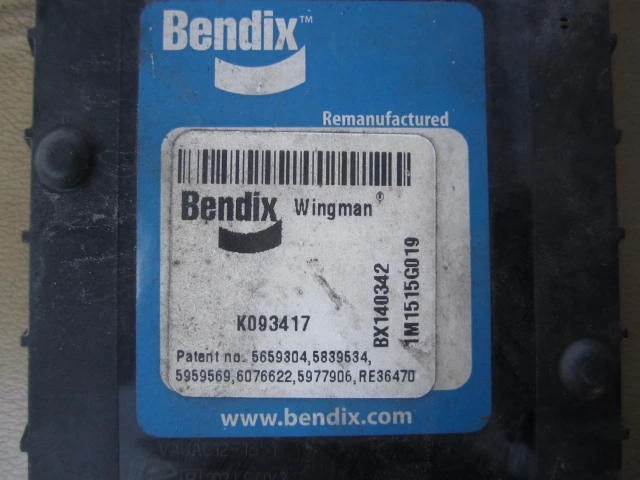 Bendix™
Remanufactured
Bendix Wingman®
K093417
BX140342
1M1515G019
Patent no. 5659304,5839534,
5959569,6076622,5977906,RE36470
www.bendix.com